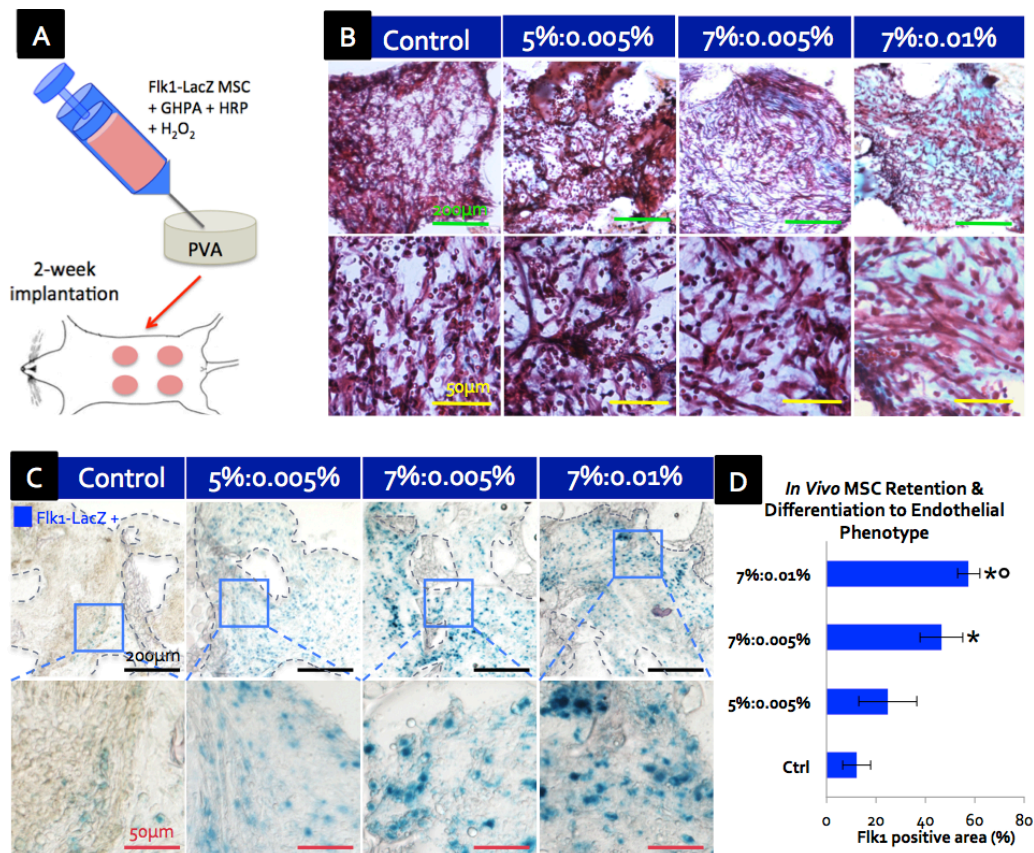 A
Flk1-LacZ MSC
+ GHPA + HRP
+ H₂O₂
PVA
2-week
implantation
B
Control
5%:0.005%
7%:0.005%
7%:0.01%
200μm
50μm
C
Control
5%:0.005%
7%:0.005%
7%:0.01%
Flk1-LacZ +
200μm
50μm
D
In Vivo MSC Retention &
Differentiation to Endothelial
Phenotype
7%:0.01%
*°
7%:0.005%
*
5%:0.005%
Ctrl
0 20 40 60 80
Flk1 positive area (%)